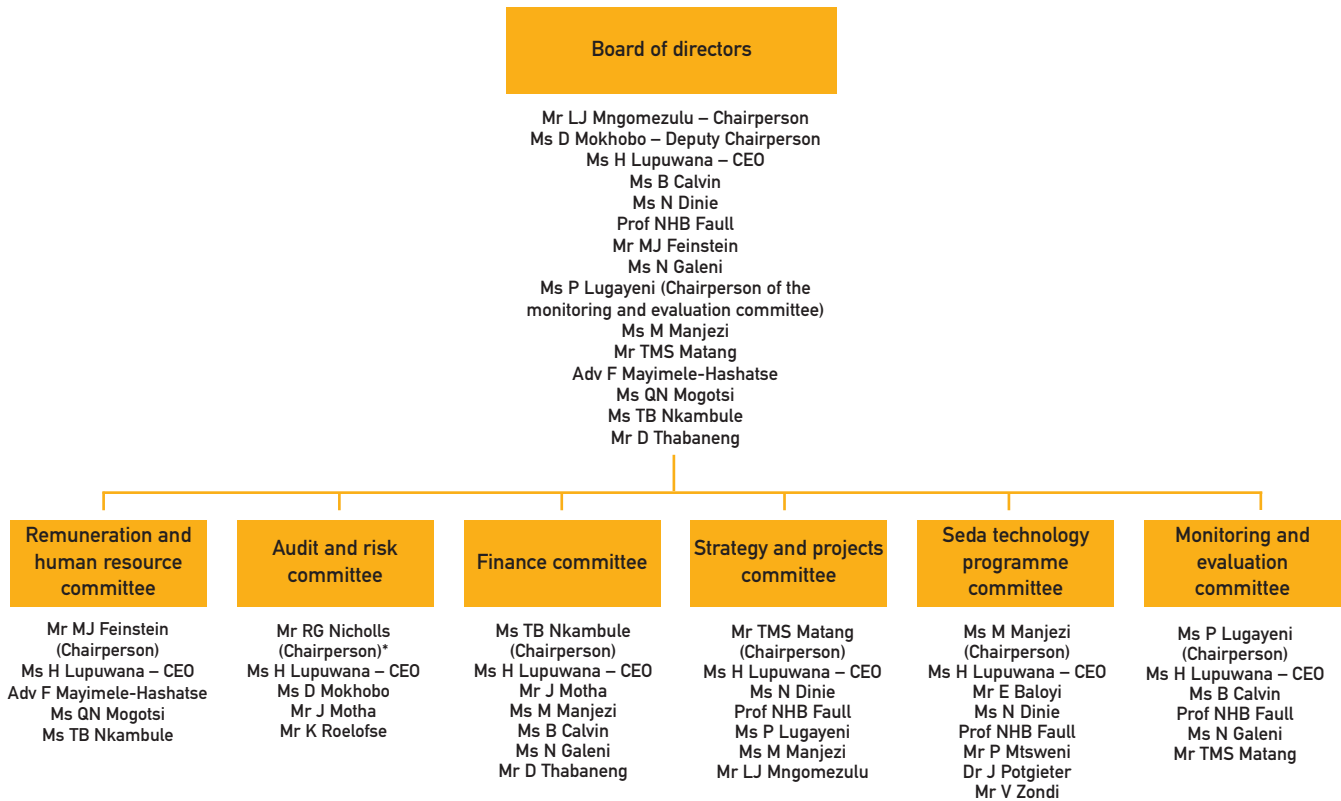 Board of directors
Mr LJ Mngomezulu – Chairperson
Ms D Mokhobo – Deputy Chairperson
Ms H Lupuwana – CEO
Ms B Calvin
Ms N Dinie
Prof NHB Faull
Mr MJ Feinstein
Ms N Galeni
Ms P Lugayeni (Chairperson of the
monitoring and evaluation committee)
Ms M Manjezi
Mr TMS Matang
Adv F Mayimele-Hashatse
Ms QN Mogotsi
Ms TB Nkambule
Mr D Thabaneng
Remuneration and
human resource
committee
Mr MJ Feinstein
(Chairperson)
Ms H Lupuwana – CEO
Adv F Mayimele-Hashatse
Ms QN Mogotsi
Ms TB Nkambule
Audit and risk
committee
Mr RG Nicholls
(Chairperson)*
Ms H Lupuwana – CEO
Ms D Mokhobo
Mr J Motha
Mr K Roelofse
Finance committee
Ms TB Nkambule
(Chairperson)
Ms H Lupuwana – CEO
Mr J Motha
Ms M Manjezi
Ms B Calvin
Ms N Galeni
Mr D Thabaneng
Strategy and projects
committee
Mr TMS Matang
(Chairperson)
Ms H Lupuwana – CEO
Ms N Dinie
Prof NHB Faull
Ms P Lugayeni
Ms M Manjezi
Mr LJ Mngomezulu
Seda technology
programme
committee
Ms M Manjezi
(Chairperson)
Ms H Lupuwana – CEO
Mr E Baloyi
Ms N Dinie
Prof NHB Faull
Mr P Mtsweni
Dr J Potgieter
Mr V Zondi
Monitoring and
evaluation
committee
Ms P Lugayeni
(Chairperson)
Ms H Lupuwana – CEO
Ms B Calvin
Prof NHB Faull
Ms N Galeni
Mr TMS Matang